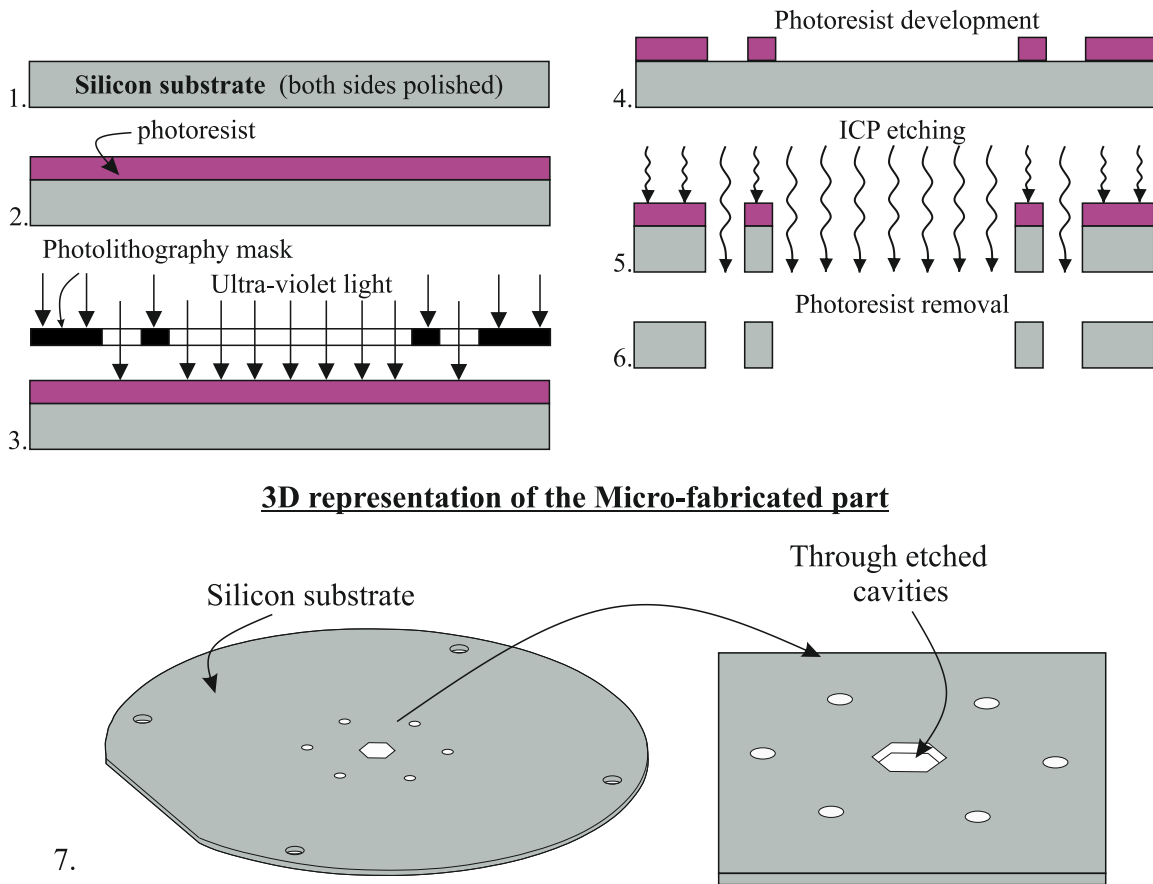 1. Silicon substrate (both sides polished)
photoresist
2.
Photolithography mask
Ultra-violet light
3.
Photoresist development
4.
ICP etching
5.
Photoresist removal
6.
3D representation of the Micro-fabricated part
Silicon substrate
Through etched
cavities
7.